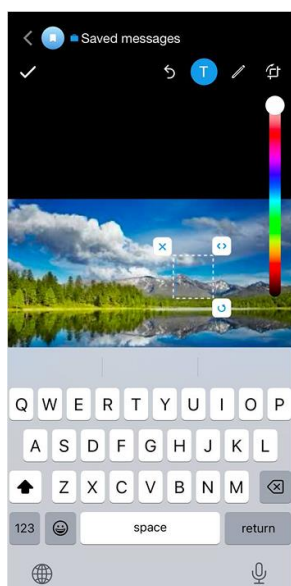 Saved messages
T
Q W E R T Y U I O P
A S D F G H J K L
Z X C V B N M
123 space return